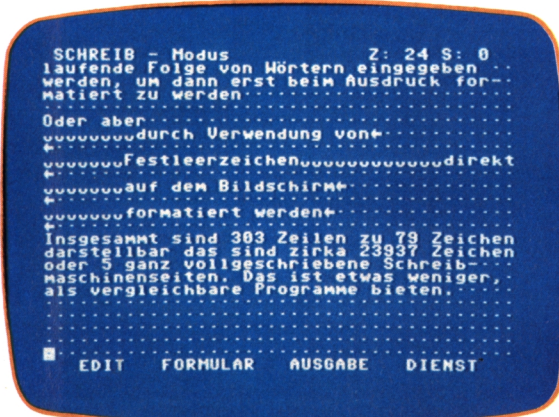 SCHREIB - Modus Z: 24 S: 0
laufende Folge von Wörtern eingegeben
werden, um dann erst beim Ausdruck for-
matiert zu werden
Oder aber
durch Verwendung von←
←
Festleerzeichen direkt
←
auf dem Bildschirm←
←
formatiert werden←
←
Insgesammt sind 303 Zeilen zu 79 Zeichen
darstellbar das sind zirka 23937 Zeichen
oder 5 ganz vollgeschriebene Schreib-
maschinenseiten. Das ist etwas weniger,
als vergleichbare Programme bieten.
EDIT FORMULAR AUSGABE DIENST